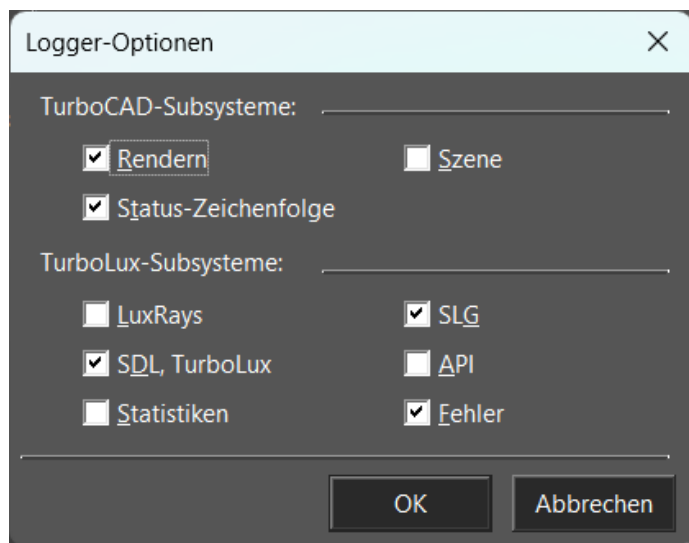 Logger-Optionen
TurboCAD-Subsysteme:
Rendern Szene
Status-Zeichenfolge
TurboLux-Subsysteme:
LuxRays SLG
SDL, TurboLux API
Statistiken Fehler
OK Abbrechen